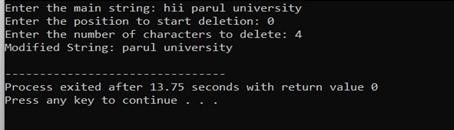 Enter the main string: hii parul university
Enter the position to start deletion: 0
Enter the number of characters to delete: 4
Modified String: parul university
--------------------------------
Process exited after 13.75 seconds with return value 0
Press any key to continue . . .